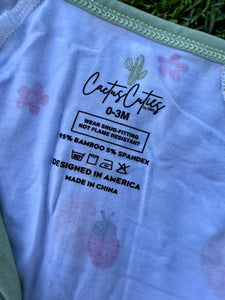 CactusCuties
0-3M
WEAR SNUG-FITTING
NOT FLAME RESISTANT
95% BAMBOO 5% SPANDEX
DESIGNED IN AMERICA
MADE IN CHINA